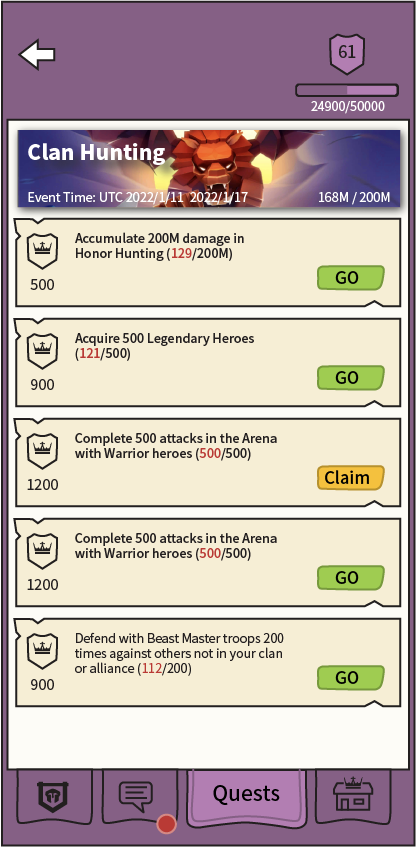 61
24900/50000
Clan Hunting
Event Time: UTC 2022/1/11 2022/1/17
168M / 200M
Accumulate 200M damage in
Honor Hunting (129/200M)
500
GO
Acquire 500 Legendary Heroes
(121/500)
900
GO
Complete 500 attacks in the Arena
with Warrior heroes (500/500)
1200
Claim
Complete 500 attacks in the Arena
with Warrior heroes (500/500)
1200
GO
Defend with Beast Master troops 200
times against others not in your clan
or alliance (112/200)
900
GO
Quests